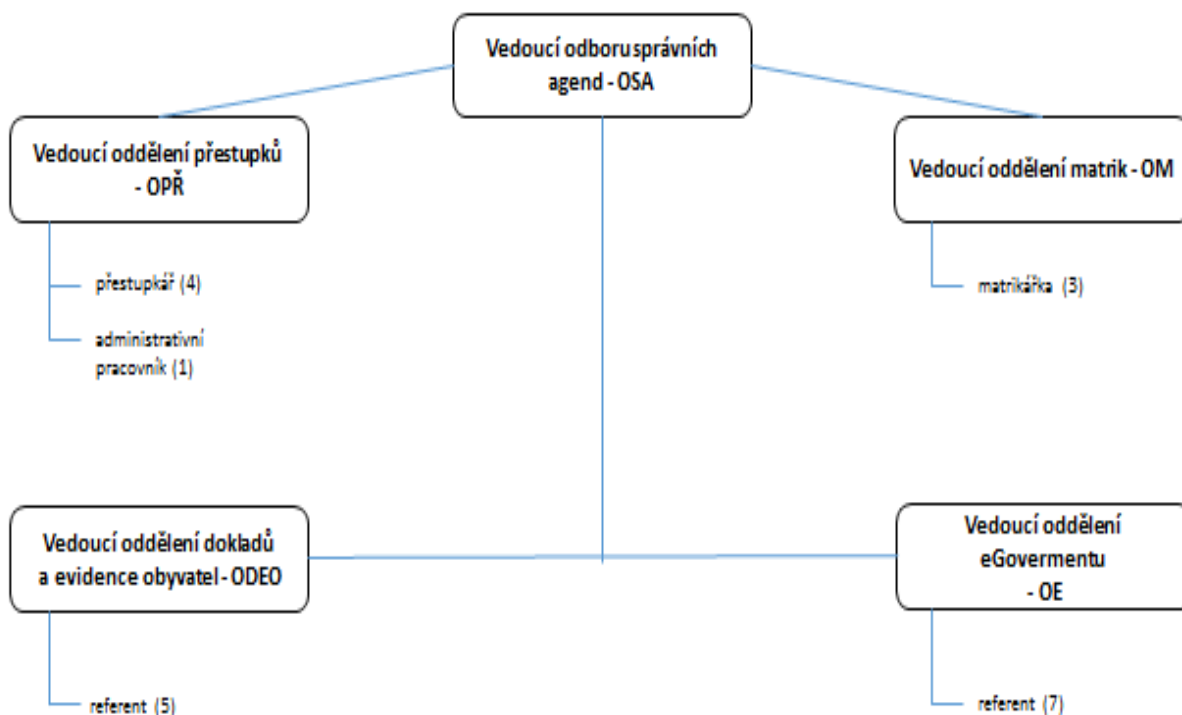 Vedoucí odboru správních
agend - OSA
Vedoucí oddělení přestupků
- OPŘ
Vedoucí oddělení matrik - OM
přestupkář (4)
administrativní
pracovník (1)
matrikářka (3)
Vedoucí oddělení dokladů
a evidence obyvatel - ODEO
Vedoucí oddělení
eGovermentu
- OE
referent (5)
referent (7)